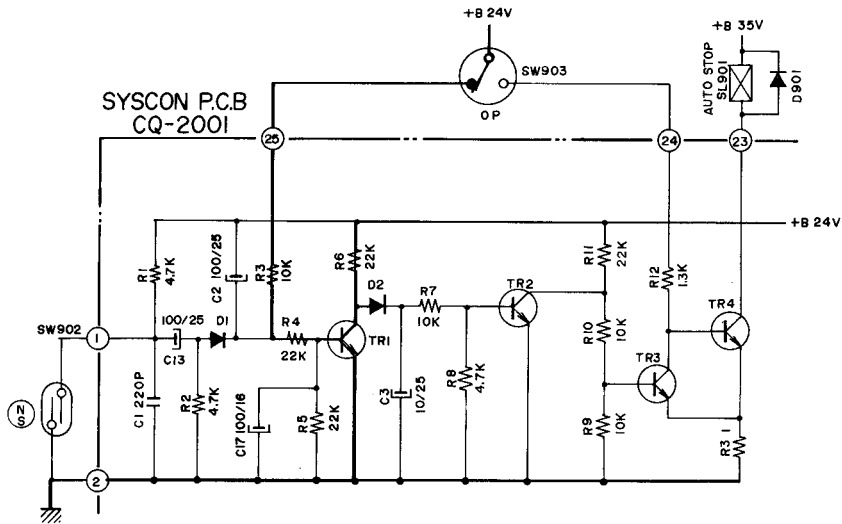 +B 24V
+B 35V
SW903
AUTO STOP
SL901
D901
OP
SYSCON P.C.B
CQ-2001
25
24
23
+B 24V
R1
4.7K
C2 100/25
R3
10K
R6
22K
D2
R7
10K
TR2
R11
22K
R12
1.3K
TR4
SW902
1
100/25
C13
D1
R4
22K
TR1
R10
10K
TR3
N
S
C1 220P
R2
4.7K
C17 100/16
R5
22K
C3
10/25
R8
4.7K
R9
10K
R3 1
2